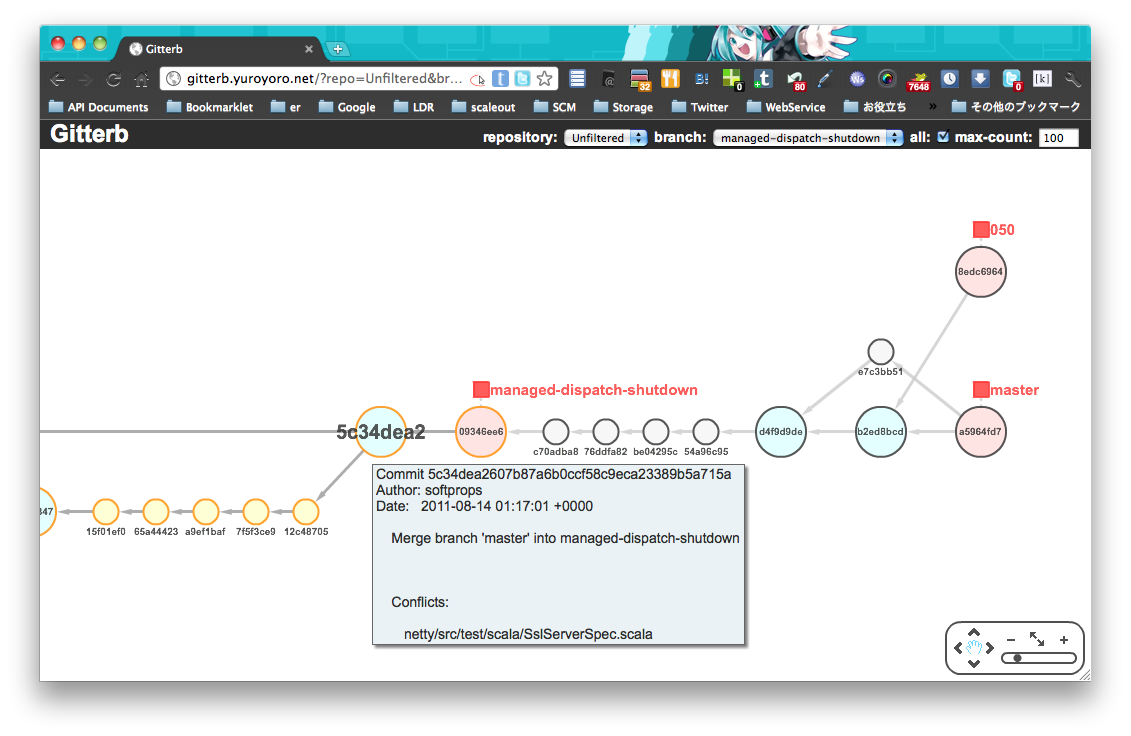 Gitterb
gitterb.yuroyoro.net/?repo=Unfiltered&br...
32
B!
0
t
80
Ws
7648
0
[k]
API Documents
Bookmarklet
er
Google
LDR
scaleout
SCM
Storage
Twitter
WebService
お役立ち
»
その他のブックマーク
Gitterb
repository: Unfiltered branch: managed-dispatch-shutdown all: max-count: 100
050
8edc6964
e7c3bb51
managed-dispatch-shutdown
master
5c34dea2
09346ee6
c70adba8
76ddfa82
be04295c
54a96c95
d4f9d9de
b2ed8bcd
a5964fd7
Commit 5c34dea2607b87a6b0ccf58c9eca23389b5a715a
Author: softprops
Date: 2011-08-14 01:17:01 +0000
Merge branch 'master' into managed-dispatch-shutdown
Conflicts:
netty/src/test/scala/SslServerSpec.scala
347
15f01ef0
65a44423
a9ef1baf
7f5f3ce9
12c48705